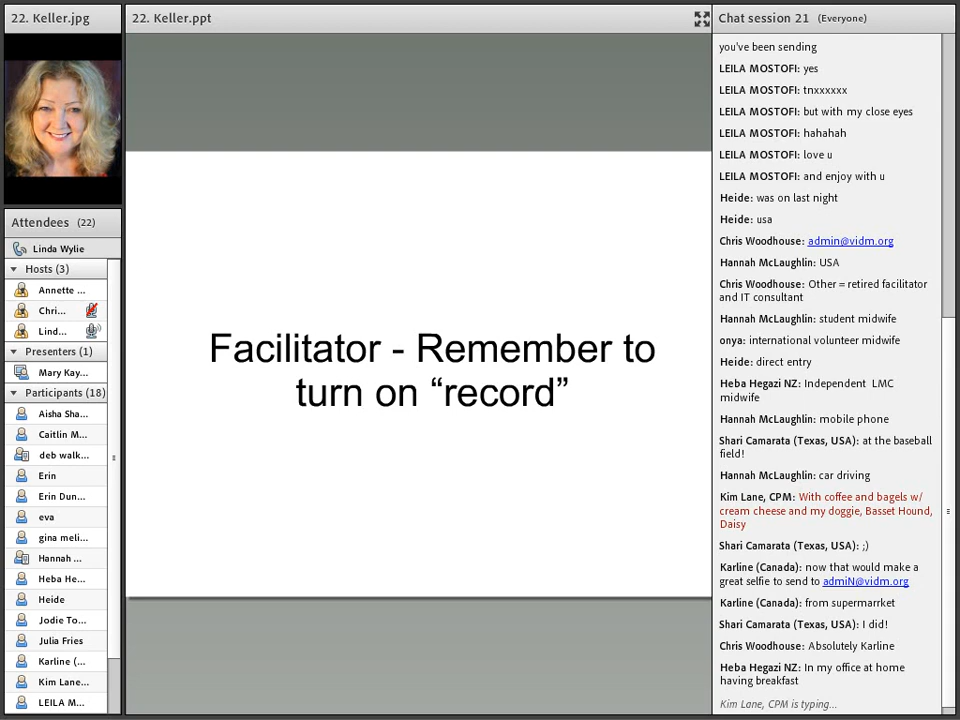 22. Keller.jpg
22. Keller.ppt
Chat session 21 (Everyone)
Attendees (22)
Linda Wylie
Hosts (3)
Annette ...
Chri...
Lind...
Presenters (1)
Mary Kay...
Participants (18)
Aisha Sha...
Caitlin M...
deb walk...
Erin
Erin Dun...
eva
gina meli...
Hannah ...
Heba He...
Heide
Jodie To...
Julia Fries
Karline (...
Kim Lane...
LEILA M...
Facilitator - Remember to
turn on “record”
you've been sending
LEILA MOSTOFI: yes
LEILA MOSTOFI: tnxxxxxx
LEILA MOSTOFI: but with my close eyes
LEILA MOSTOFI: hahahah
LEILA MOSTOFI: love u
LEILA MOSTOFI: and enjoy with u
Heide: was on last night
Heide: usa
Chris Woodhouse: admin@vidm.org
Hannah McLaughlin: USA
Chris Woodhouse: Other = retired facilitator
and IT consultant
Hannah McLaughlin: student midwife
onya: international volunteer midwife
Heide: direct entry
Heba Hegazi NZ: Independent LMC
midwife
Hannah McLaughlin: mobile phone
Shari Camarata (Texas, USA): at the baseball
field!
Hannah McLaughlin: car driving
Kim Lane, CPM: With coffee and bagels w/
cream cheese and my doggie, Basset Hound,
Daisy
Shari Camarata (Texas, USA): ;)
Karline (Canada): now that would make a
great selfie to send to admiN@vidm.org
Karline (Canada): from supermarrket
Shari Camarata (Texas, USA): I did!
Chris Woodhouse: Absolutely Karline
Heba Hegazi NZ: In my office at home
having breakfast
Kim Lane, CPM is typing...